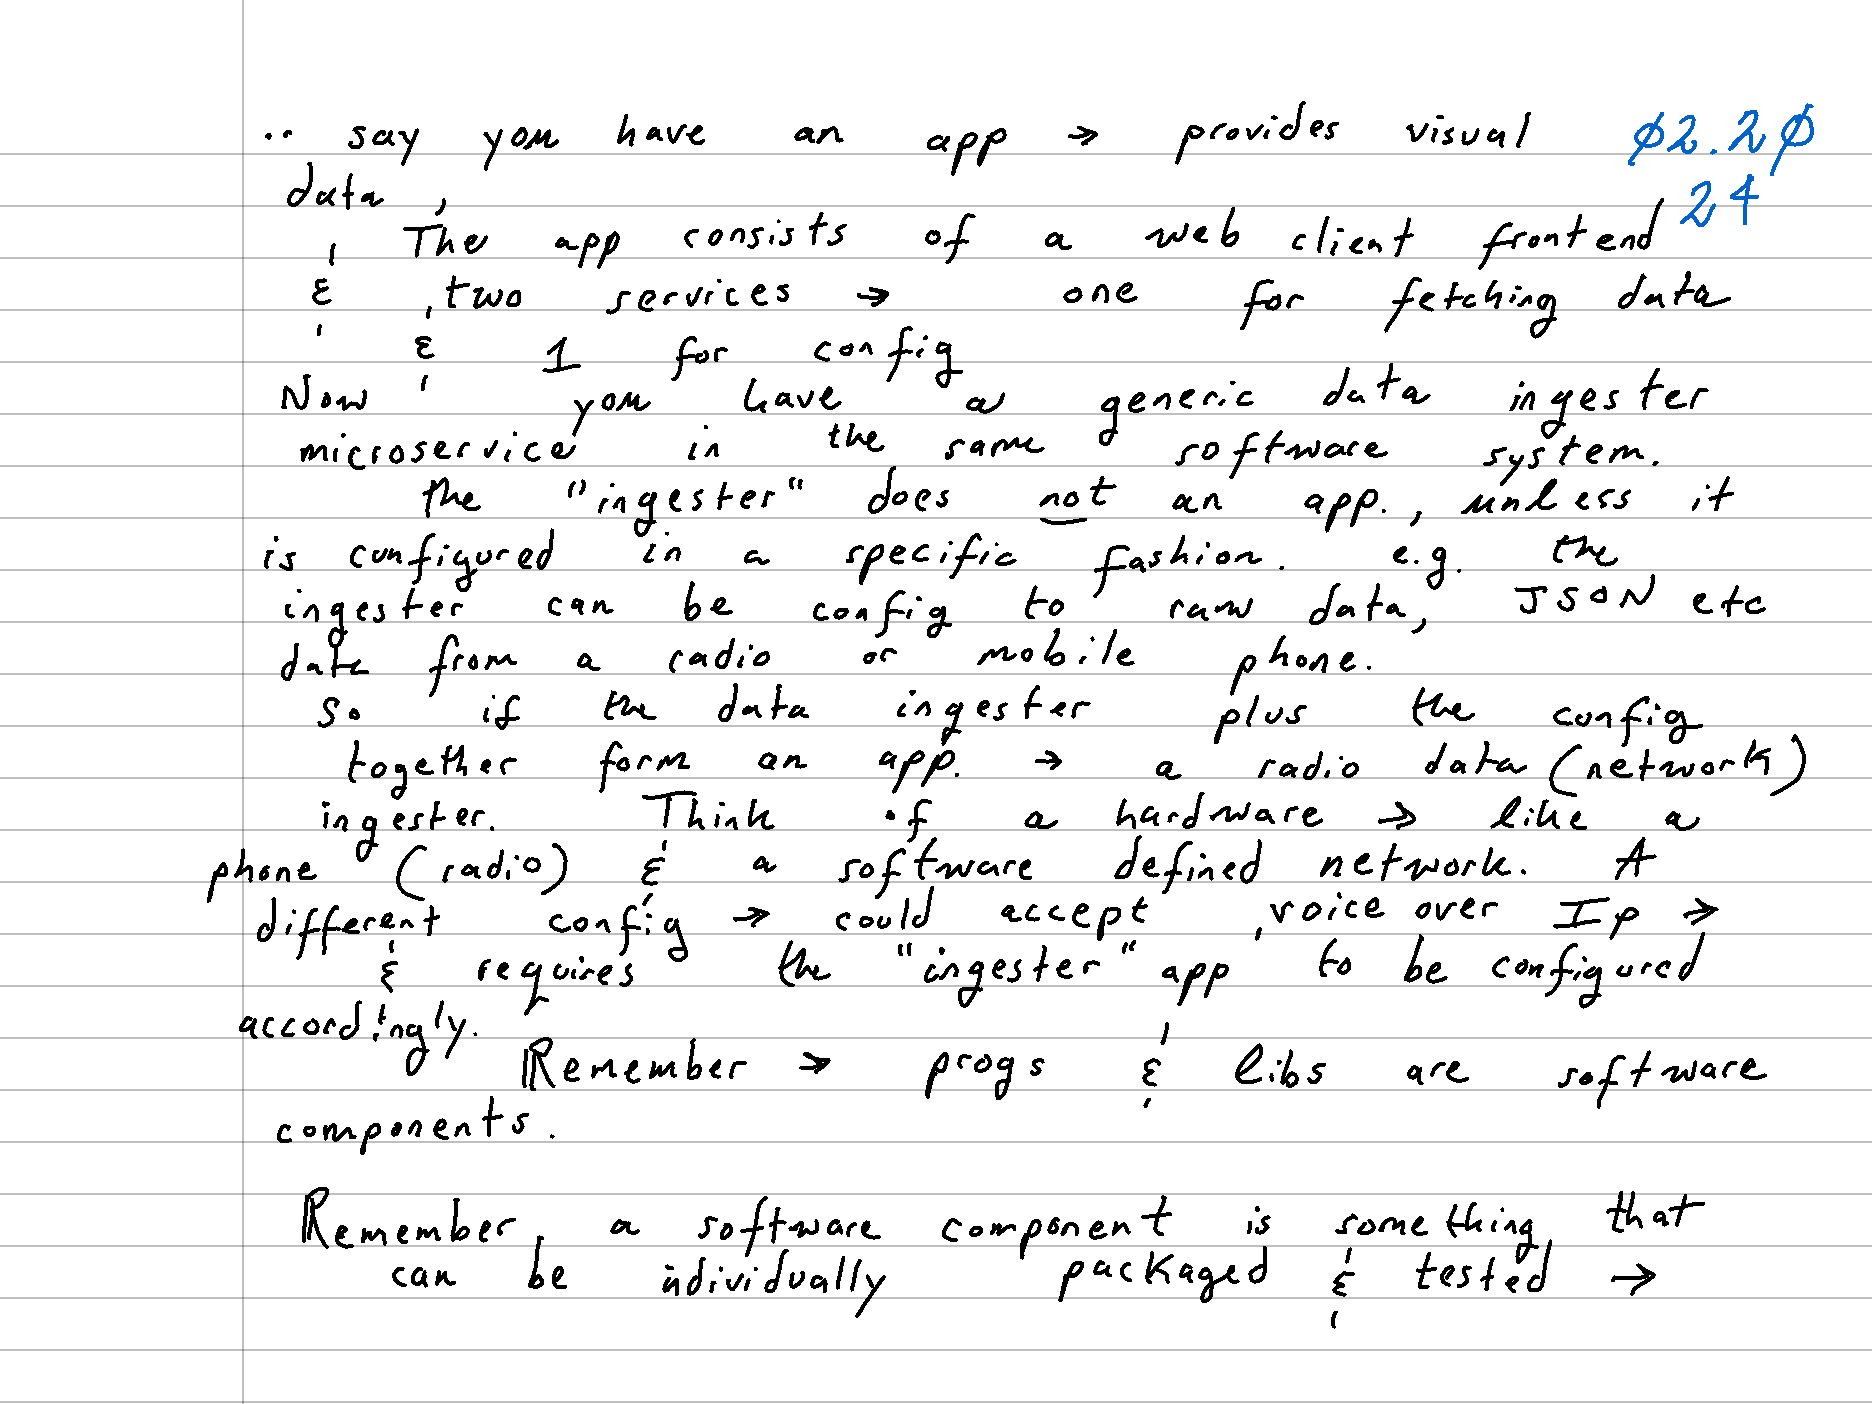 .. say you have an app → provides visual 02.20
data, 24
The app consists of a web client frontend
& two services → one for fetching data
& 1 for config
Now you have a generic data ingester
microservice in the same software system.
the "ingester" does not an app., unless it
is configured in a specific fashion. e.g. the
ingester can be config to raw data, JSON etc
date from a radio or mobile phone.
So if the data ingester plus the config
together form an app. → a radio data (network)
ingester. Think of a hardware → like a
phone (radio) & a software defined network. A
different config → could accept voice over Ip →
& requires the "ingester" app to be configured
accordingly.
Remember → progs & libs are software
components.
Remember, a software component is something that
can be individually packaged & tested →